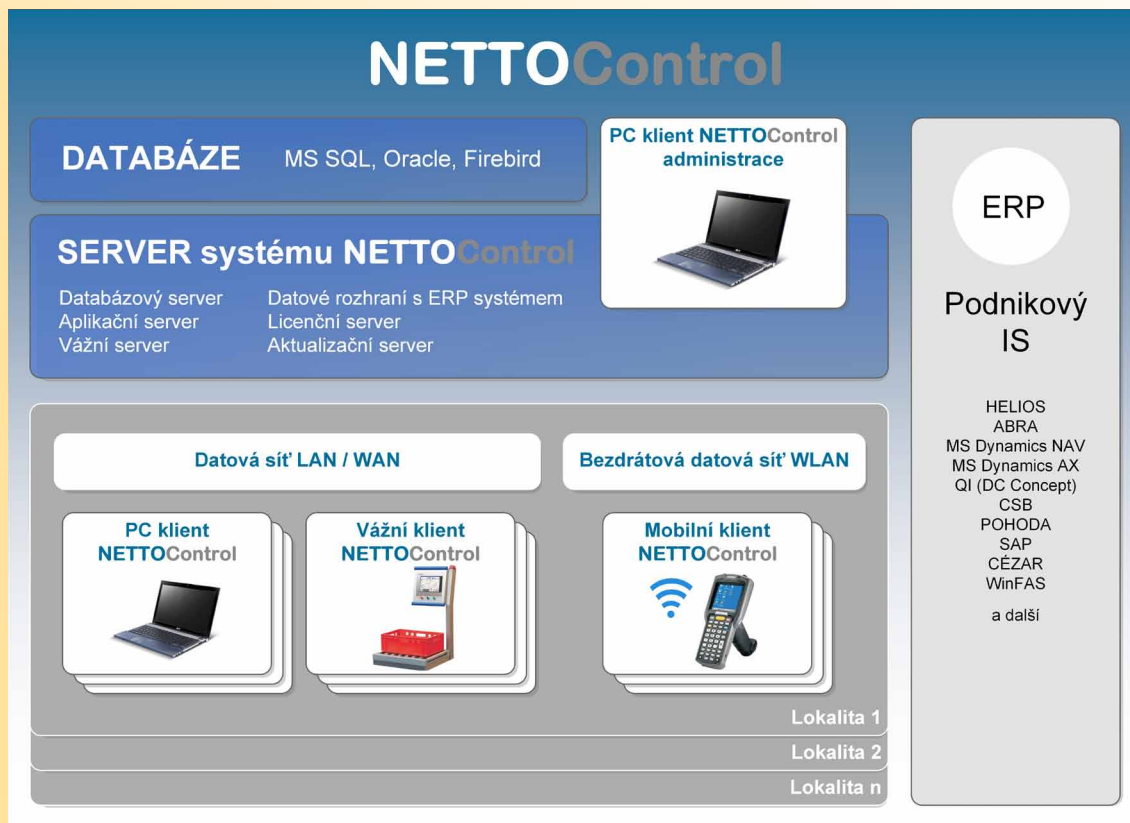 NETTOControl
DATABÁZE
MS SQL, Oracle, Firebird
PC klient NETTOControl
administrace
SERVER systému NETTOControl
Databázový server
Aplikační server
Vážní server
Datové rozhraní s ERP systémem
Licenční server
Aktualizační server
Datová síť LAN / WAN
Bezdrátová datová síť WLAN
PC klient
NETTOControl
Vážní klient
NETTOControl
Mobilní klient
NETTOControl
Lokalita 1
Lokalita 2
Lokalita n
ERP
Podnikový
IS
HELIOS
ABRA
MS Dynamics NAV
MS Dynamics AX
QI (DC Concept)
CSB
POHODA
SAP
CÉZAR
WinFAS
a další